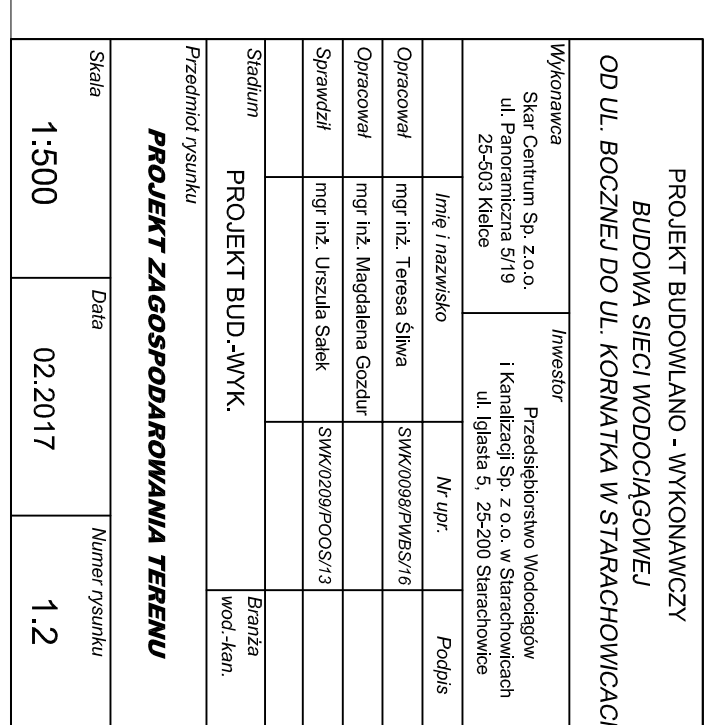 PROJEKT BUDOWLANO - WYKONAWCZY
BUDOWA SIECI WODOCIĄGOWEJ
OD UL. BOCZNEJ DO UL. KORNATKA W STARACHOWICACH
Wykonawca
Skar Centrum Sp. z.o.o.
ul. Panoramiczna 5/19
25-503 Kielce
Inwestor
Przedsiębiorstwo Wodociągów
i Kanalizacji Sp. z o.o. w Starachowicach
ul. Iglasta 5, 25-200 Starachowice
Imię i nazwisko
Nr upr.
Podpis
Opracował
mgr inż. Teresa Śliwa
SWK/0098/PWBS/16
Opracował
mgr inż. Magdalena Gozdur
Sprawdził
mgr inż. Urszula Sałek
SWK/0209/POOS/13
Stadium
PROJEKT BUD.-WYK.
Branża
wod.-kan.
Przedmiot rysunku
PROJEKT ZAGOSPODAROWANIA TERENU
Skala
1:500
Data
02.2017
Numer rysunku
1.2